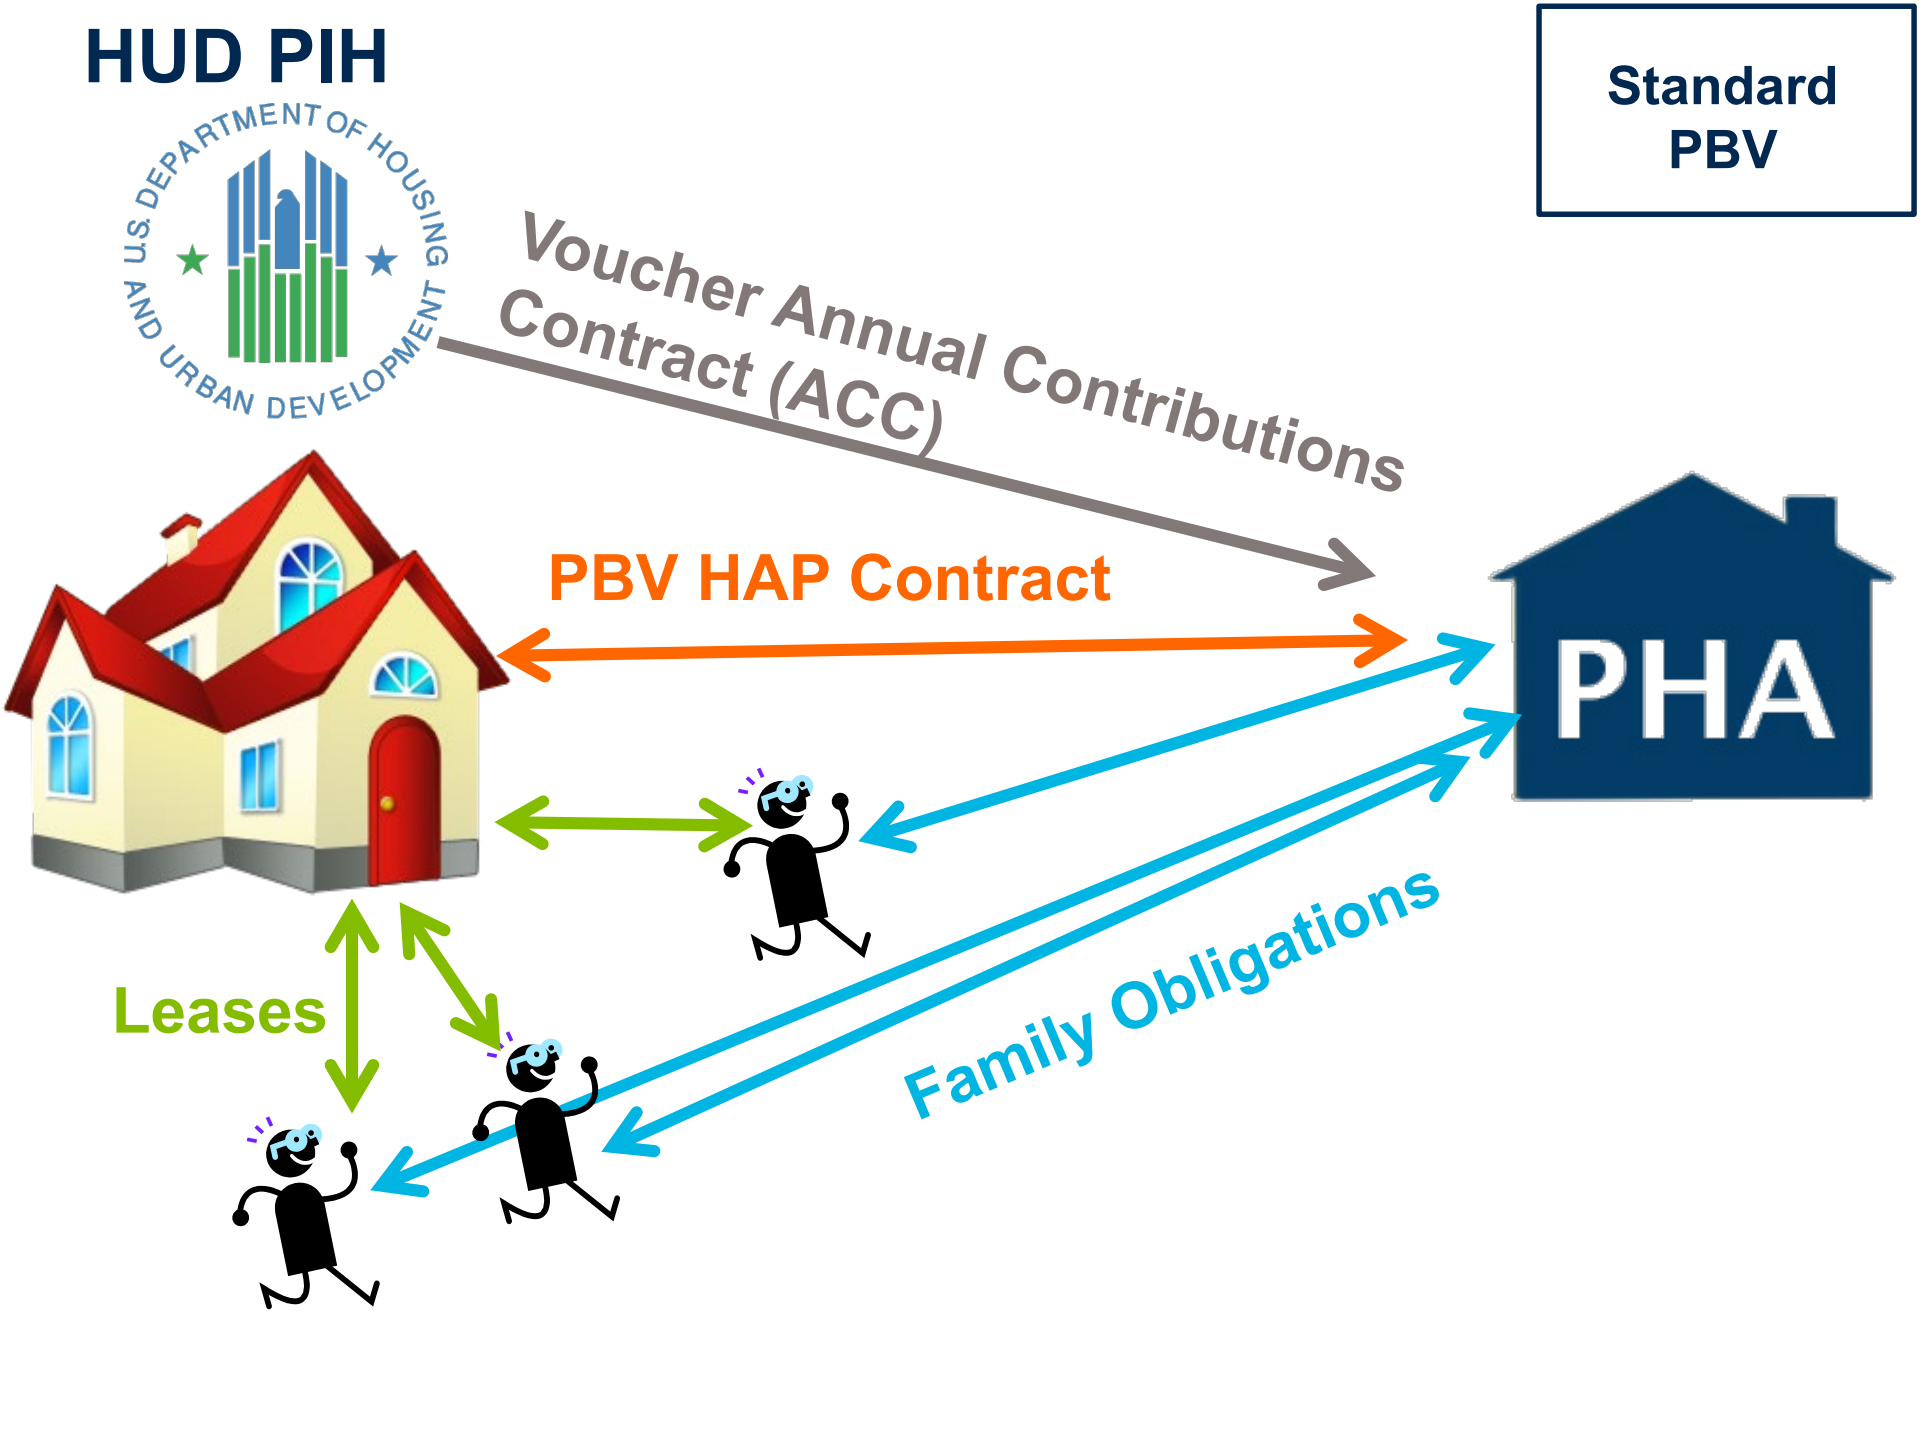 HUD PIH
U.S. DEPARTMENT OF HOUSING
AND URBAN DEVELOPMENT
Standard
PBV
Voucher Annual Contributions
Contract (ACC)
PBV HAP Contract
PHA
Leases
Family Obligations